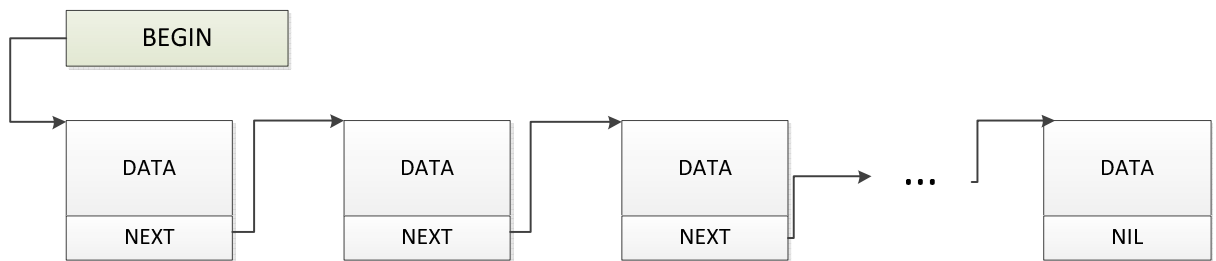 BEGIN
DATA
DATA
DATA
...
DATA
NEXT
NEXT
NEXT
NIL